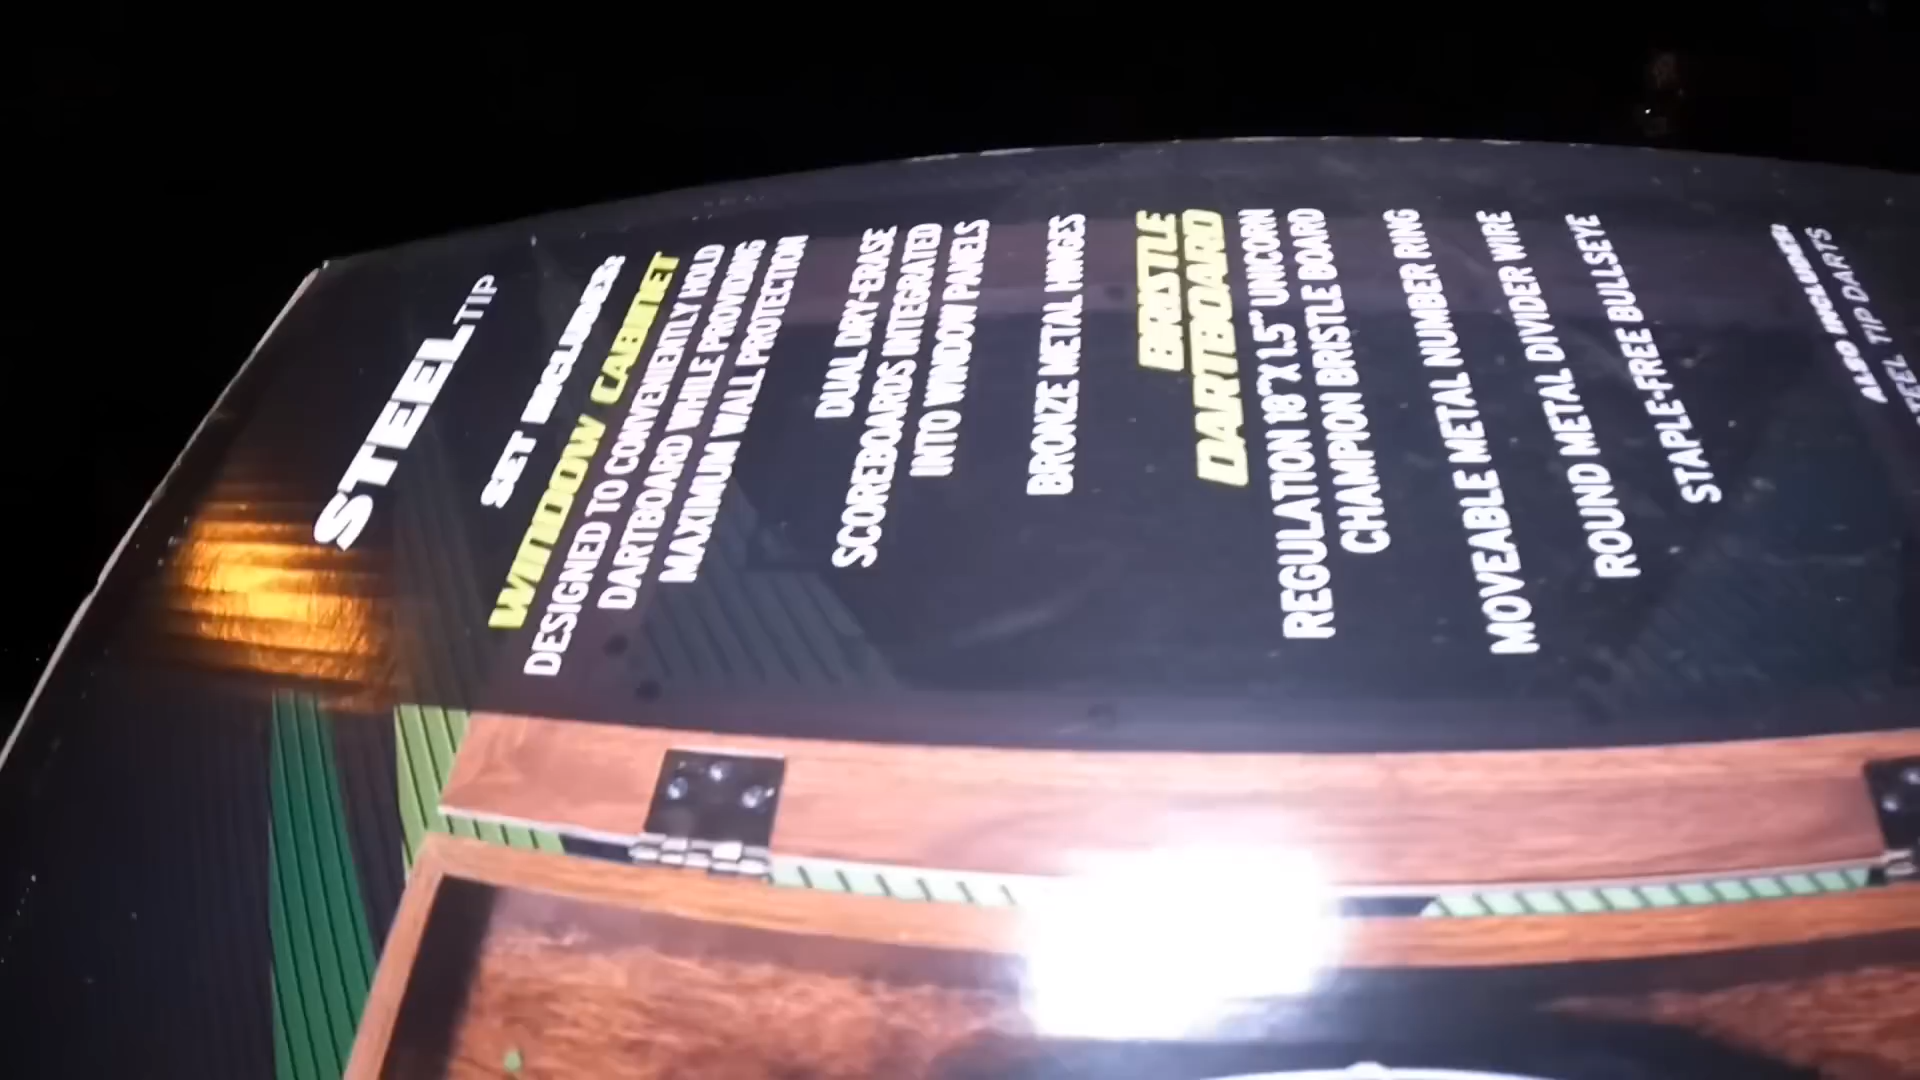 STEEL TIP
SET INCLUDES:
WINDOW CABINET
DESIGNED TO CONVENIENTLY HOLD
DARTBOARD WHILE PROVIDING
MAXIMUM WALL PROTECTION
DUAL DRY-ERASE
SCOREBOARDS INTEGRATED
INTO WINDOW PANELS
BRONZE METAL HINGES
BRISTLE
DARTBOARD
REGULATION 18"X 1.5" UNICORN
CHAMPION BRISTLE BOARD
MOVEABLE METAL NUMBER RING
ROUND METAL DIVIDER WIRE
STAPLE-FREE BULLSEYE
ALSO INCLUDES:
TIP DARTS